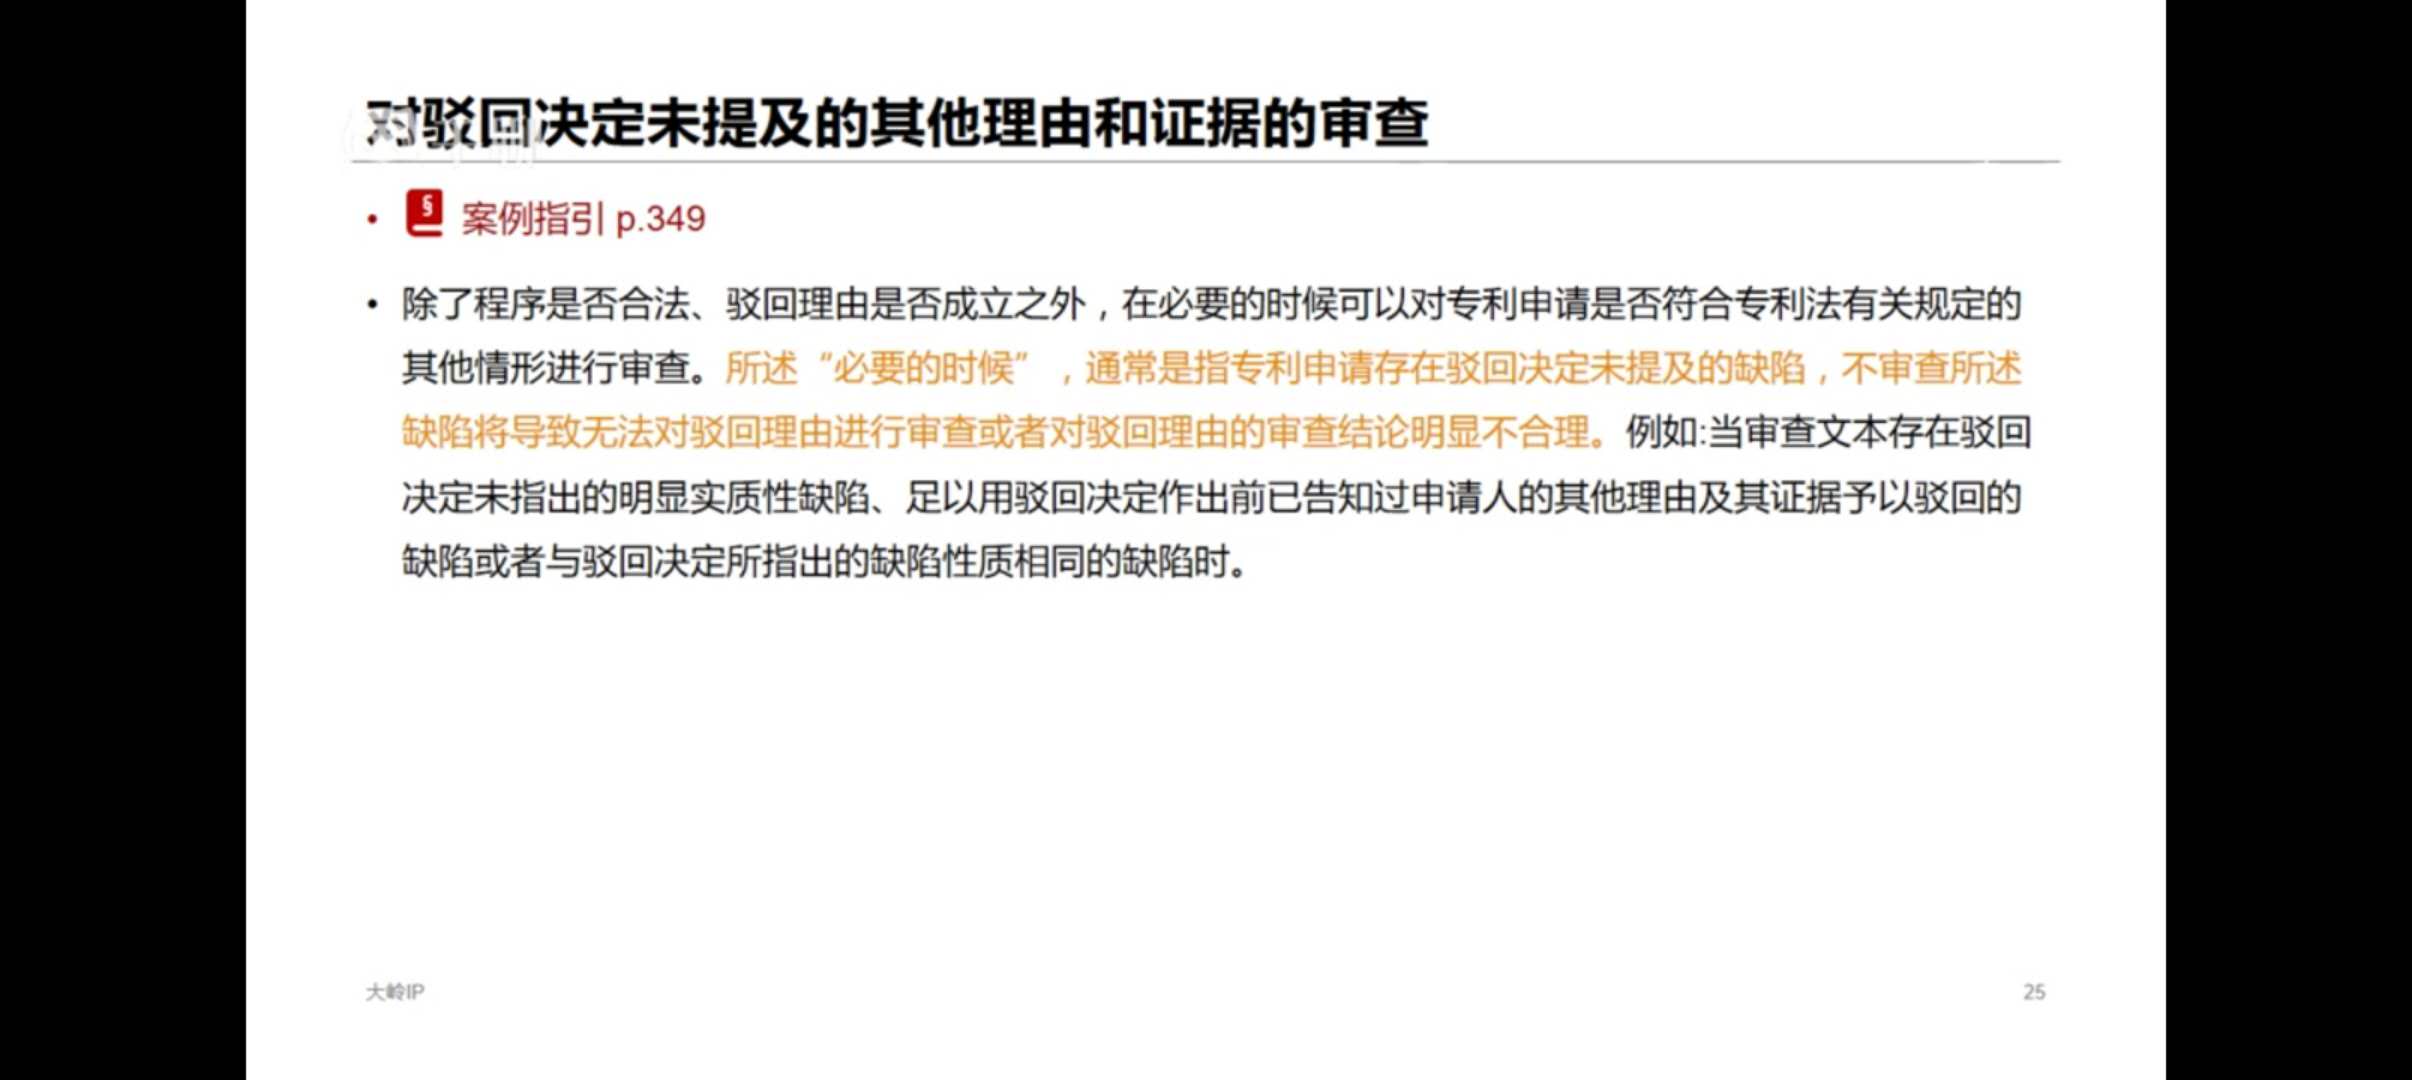 对驳回决定未提及的其他理由和证据的审查
• § 案例指引 p.349
• 除了程序是否合法、驳回理由是否成立之外，在必要的时候可以对专利申请是否符合专利法有关规定的
其他情形进行审查。所述“必要的时候”，通常是指专利申请存在驳回决定未提及的缺陷，不审查所述
缺陷将导致无法对驳回理由进行审查或者对驳回理由的审查结论明显不合理。例如:当审查文本存在驳回
决定未指出的明显实质性缺陷、足以用驳回决定作出前已告知过申请人的其他理由及其证据予以驳回的
缺陷或者与驳回决定所指出的缺陷性质相同的缺陷时。
大岭IP
25